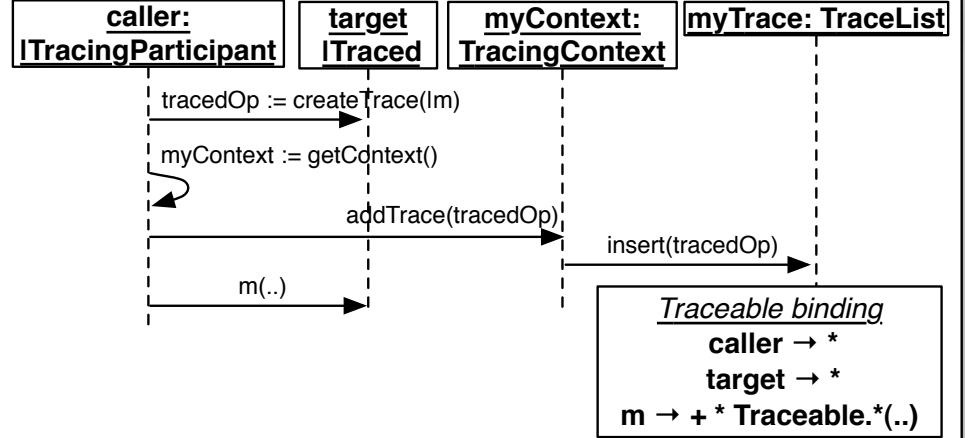 caller:
ITracingParticipant
target
ITraced
myContext:
TracingContext
myTrace: TraceList
tracedOp := createTrace(|m)
myContext := getContext()
addTrace(tracedOp)
insert(tracedOp)
m(..)
Traceable binding
caller → *
target → *
m → + * Traceable.*(..)